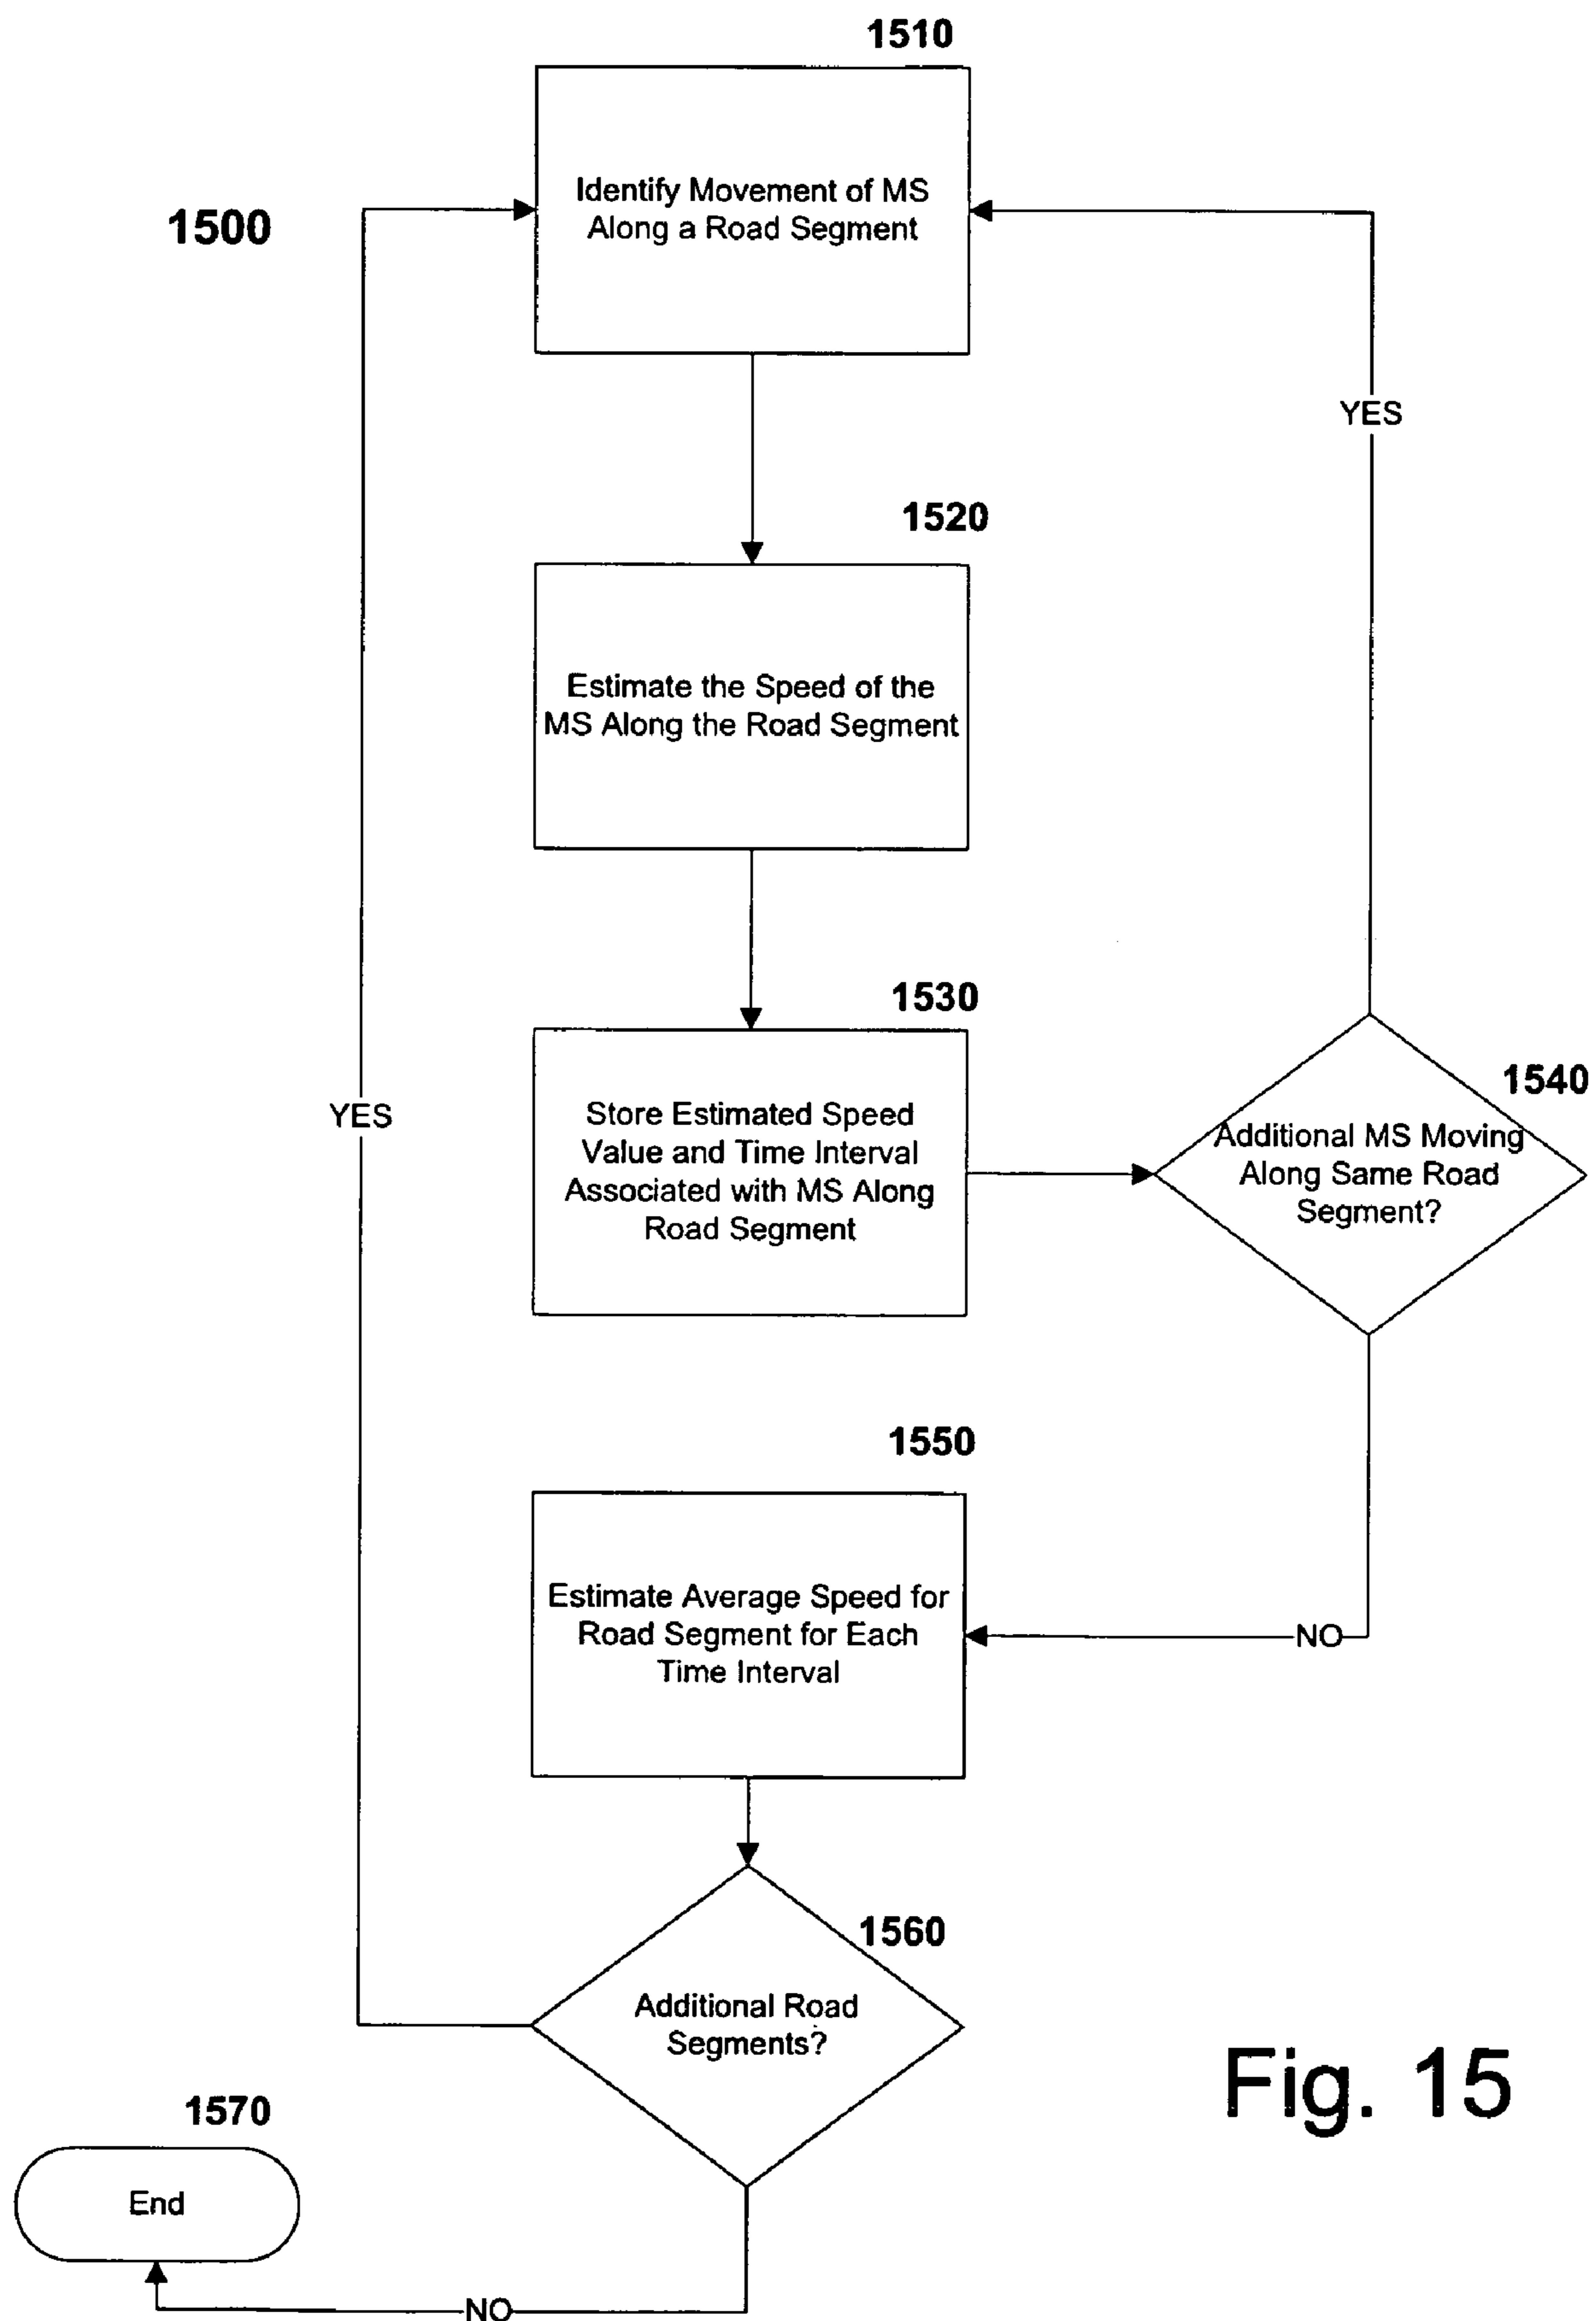 1510
Identify Movement of MS
Along a Road Segment
1500
YES
1520
Estimate the Speed of the
MS Along the Road Segment
1530
Store Estimated Speed
Value and Time Interval
Associated with MS Along
Road Segment
1540
Additional MS Moving
Along Same Road
Segment?
YES
1550
Estimate Average Speed for
Road Segment for Each
Time Interval
NO
1560
Additional Road
Segments?
Fig. 15
1570
End
NO